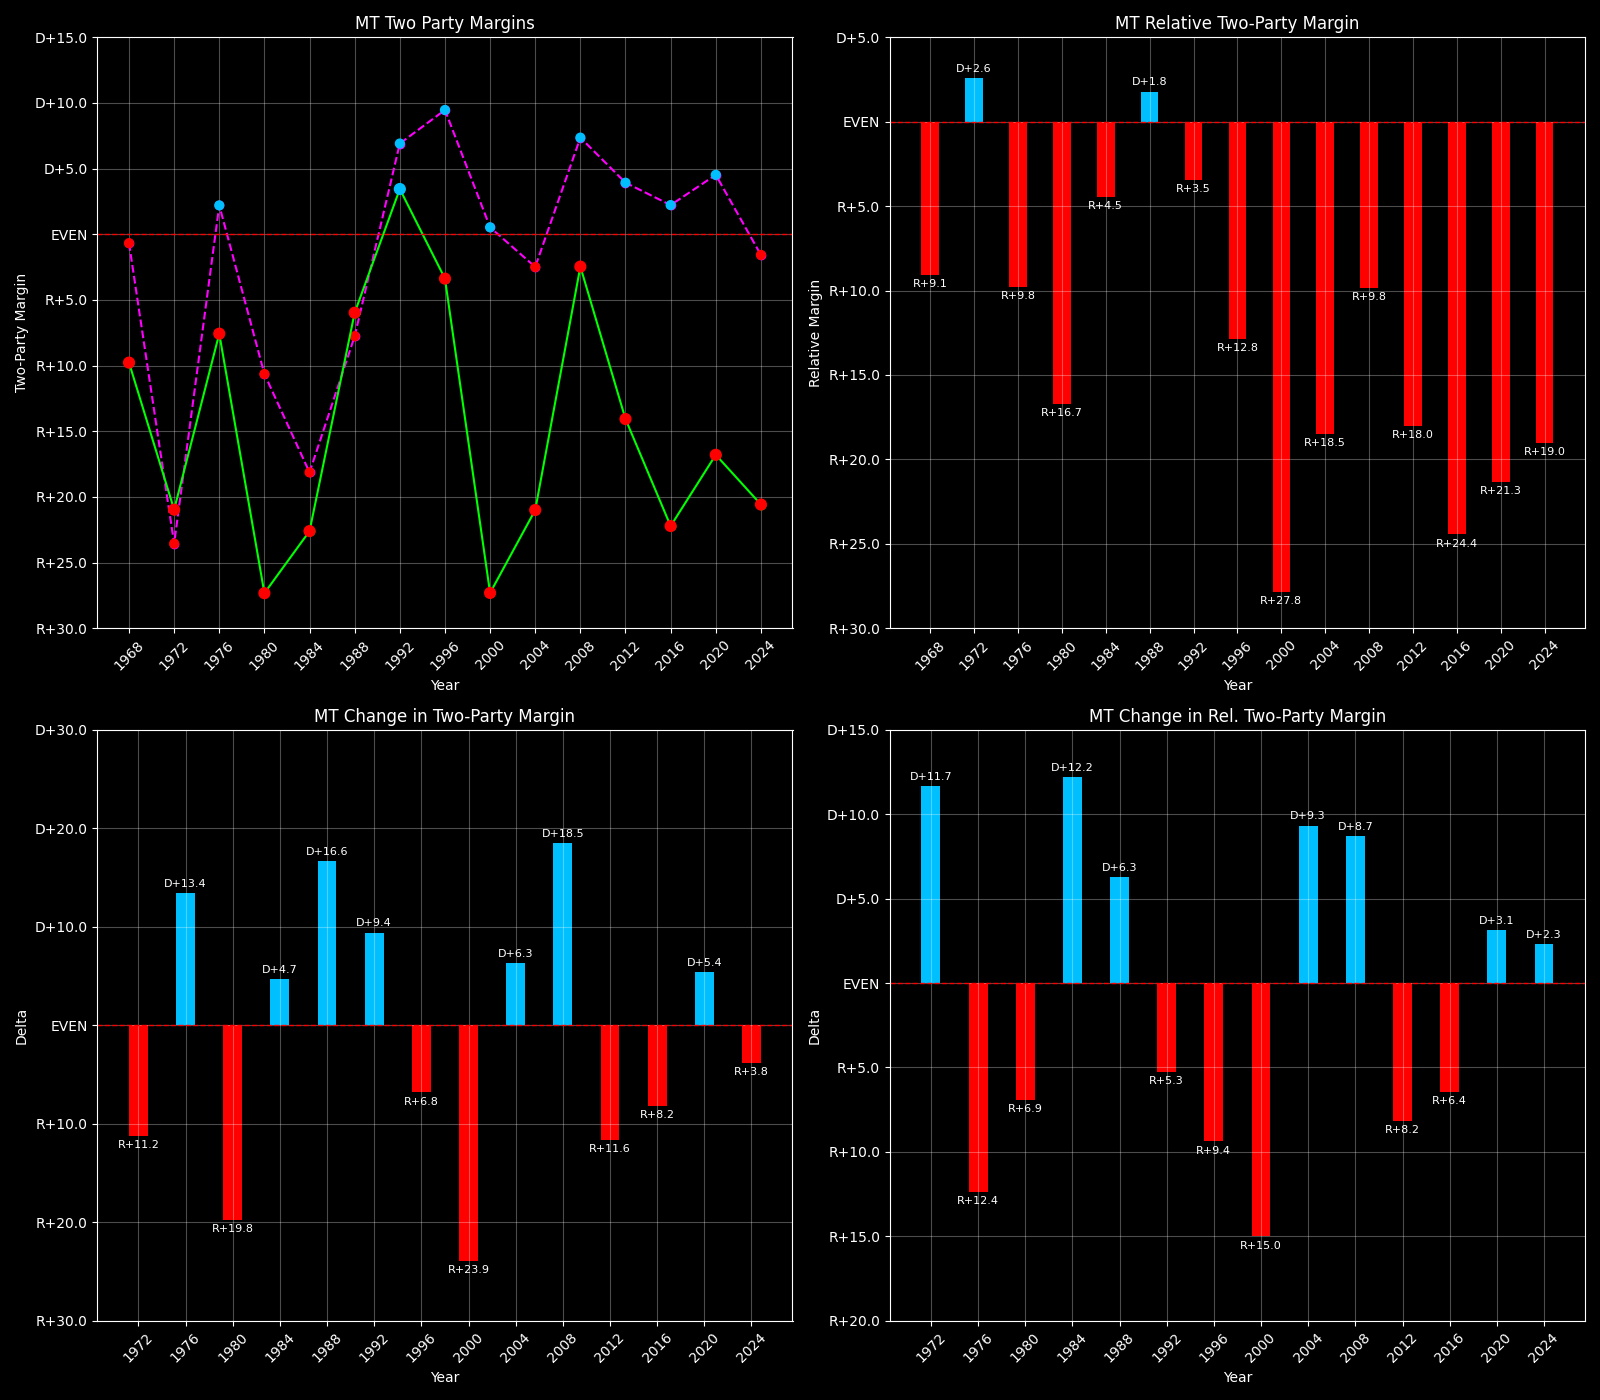 MT Two Party Margins
D+15.0
D+10.0
D+5.0
EVEN
R+5.0
R+10.0
R+15.0
R+20.0
R+25.0
R+30.0
Two-Party Margin
1968 1972 1976 1980 1984 1988 1992 1996 2000 2004 2008 2012 2016 2020 2024
Year
MT Relative Two-Party Margin
D+5.0
EVEN
R+5.0
R+10.0
R+15.0
R+20.0
R+25.0
R+30.0
Relative Margin
R+9.1
D+2.6
R+9.8
R+16.7
R+4.5
D+1.8
R+3.5
R+12.8
R+27.8
R+18.5
R+9.8
R+18.0
R+24.4
R+21.3
R+19.0
1968 1972 1976 1980 1984 1988 1992 1996 2000 2004 2008 2012 2016 2020 2024
Year
MT Change in Two-Party Margin
D+30.0
D+20.0
D+10.0
EVEN
R+10.0
R+20.0
R+30.0
Delta
R+11.2
D+13.4
R+19.8
D+4.7
D+16.6
D+9.4
R+6.8
R+23.9
D+6.3
D+18.5
R+11.6
R+8.2
D+5.4
R+3.8
1972 1976 1980 1984 1988 1992 1996 2000 2004 2008 2012 2016 2020 2024
Year
MT Change in Rel. Two-Party Margin
D+15.0
D+10.0
D+5.0
EVEN
R+5.0
R+10.0
R+15.0
R+20.0
Delta
D+11.7
R+12.4
R+6.9
D+12.2
D+6.3
R+5.3
R+9.4
R+15.0
D+9.3
D+8.7
R+8.2
R+6.4
D+3.1
D+2.3
1972 1976 1980 1984 1988 1992 1996 2000 2004 2008 2012 2016 2020 2024
Year